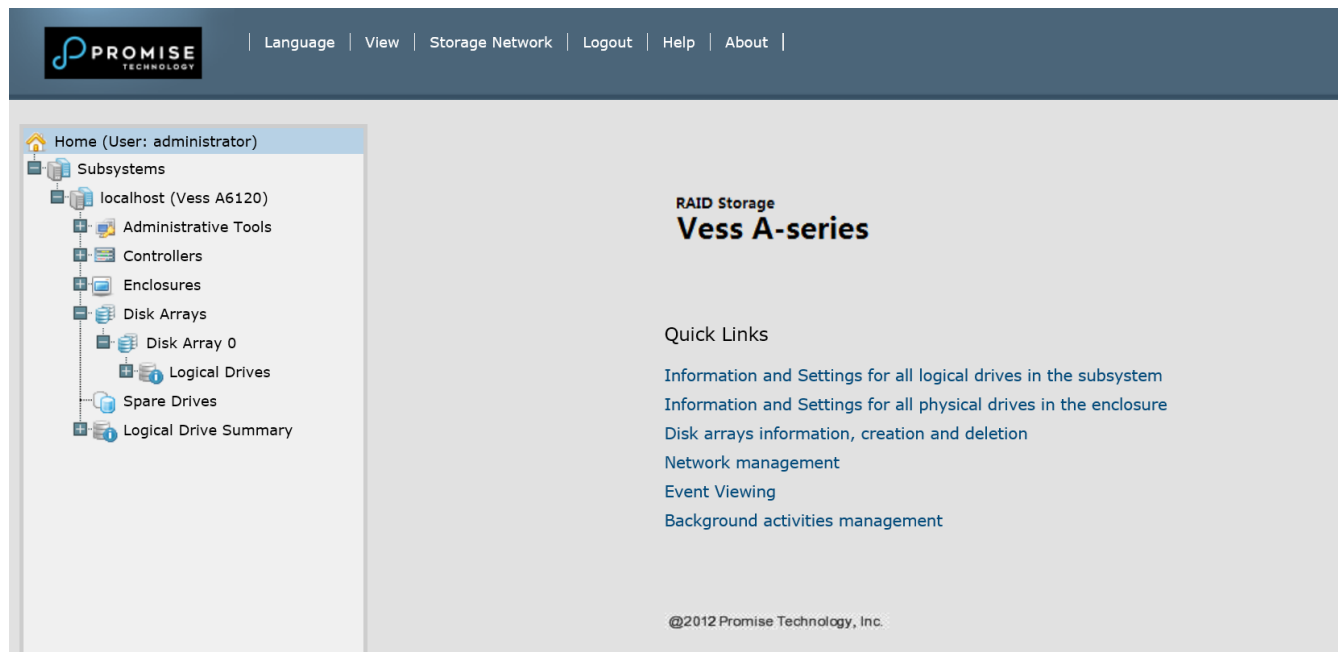 PROMISE
TECHNOLOGY
Language | View | Storage Network | Logout | Help | About
Home (User: administrator)
Subsystems
localhost (Vess A6120)
Administrative Tools
Controllers
Enclosures
Disk Arrays
Disk Array 0
Logical Drives
Spare Drives
Logical Drive Summary
RAID Storage
Vess A-series
Quick Links
Information and Settings for all logical drives in the subsystem
Information and Settings for all physical drives in the enclosure
Disk arrays information, creation and deletion
Network management
Event Viewing
Background activities management
@2012 Promise Technology, Inc.